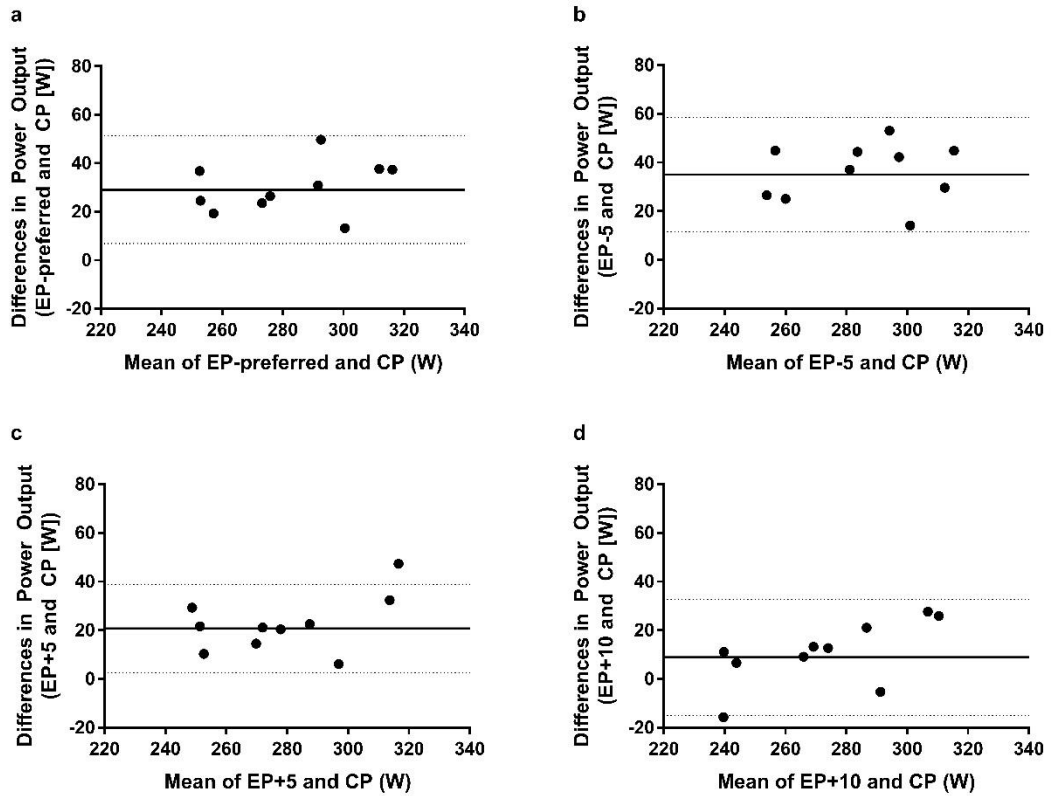 a
Differences in Power Output
(EP-preferred and CP [W])
80
60
40
20
0
-20
220 240 260 280 300 320 340
Mean of EP-preferred and CP (W)
b
Differences in Power Output
(EP-5 and CP [W])
80
60
40
20
0
-20
220 240 260 280 300 320 340
Mean of EP-5 and CP (W)
c
Differences in Power Output
(EP+5 and CP [W])
80
60
40
20
0
-20
220 240 260 280 300 320 340
Mean of EP+5 and CP (W)
d
Differences in Power Output
(EP+10 and CP [W])
80
60
40
20
0
-20
220 240 260 280 300 320 340
Mean of EP+10 and CP (W)